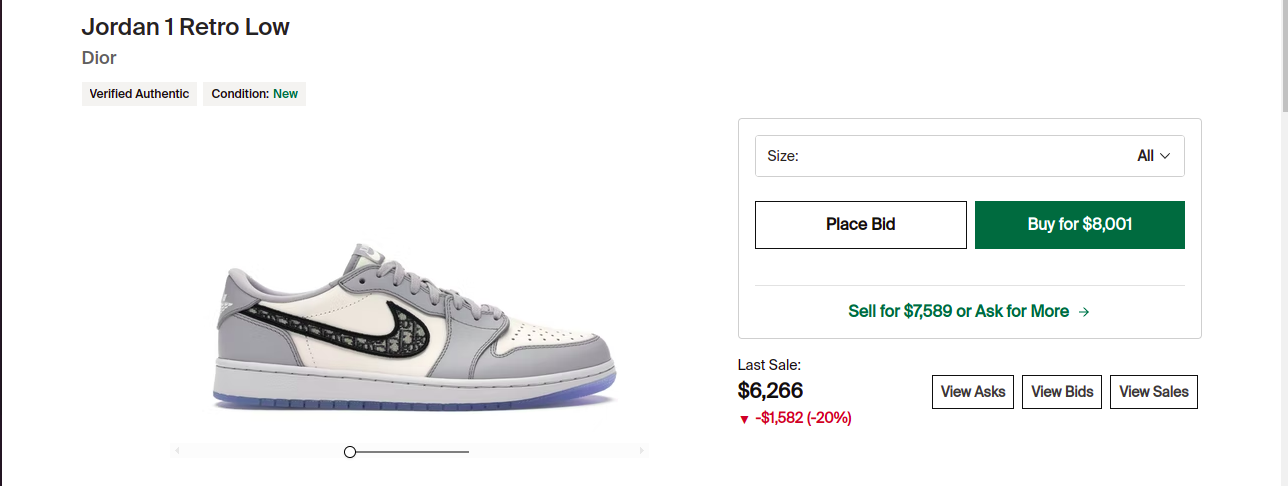 Jordan 1 Retro Low
Dior
Verified Authentic
Condition: New
Size:
All
Place Bid
Buy for $8,001
Sell for $7,589 or Ask for More →
Last Sale:
$6,266
▼ -$1,582 (-20%)
View Asks
View Bids
View Sales